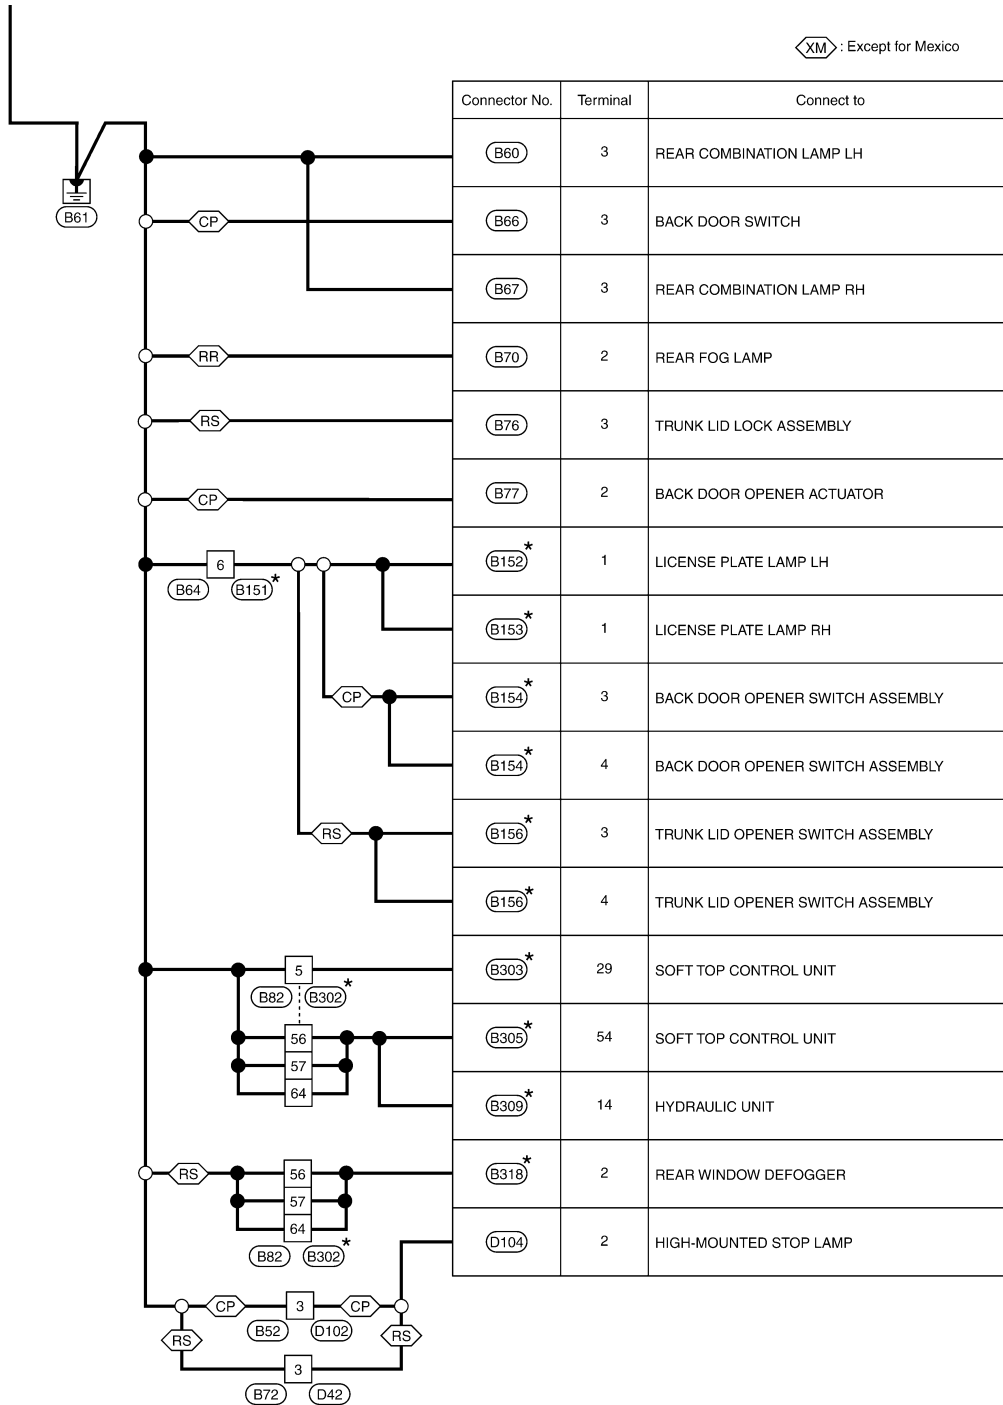 XM : Except for Mexico
Connector No. Terminal Connect to
B60 3 REAR COMBINATION LAMP LH
B61
CP B66 3 BACK DOOR SWITCH
B67 3 REAR COMBINATION LAMP RH
RR B70 2 REAR FOG LAMP
RS B76 3 TRUNK LID LOCK ASSEMBLY
CP B77 2 BACK DOOR OPENER ACTUATOR
6 B152* 1 LICENSE PLATE LAMP LH
B64 B151*
B153* 1 LICENSE PLATE LAMP RH
CP B154* 3 BACK DOOR OPENER SWITCH ASSEMBLY
B154* 4 BACK DOOR OPENER SWITCH ASSEMBLY
RS B156* 3 TRUNK LID OPENER SWITCH ASSEMBLY
B156* 4 TRUNK LID OPENER SWITCH ASSEMBLY
5 B303* 29 SOFT TOP CONTROL UNIT
B82 B302*
56 B305* 54 SOFT TOP CONTROL UNIT
57
64 B309* 14 HYDRAULIC UNIT
RS 56 B318* 2 REAR WINDOW DEFOGGER
57
64
B82 B302*
D104 2 HIGH-MOUNTED STOP LAMP
CP 3 CP
B52 D102
RS RS
3
B72 D42